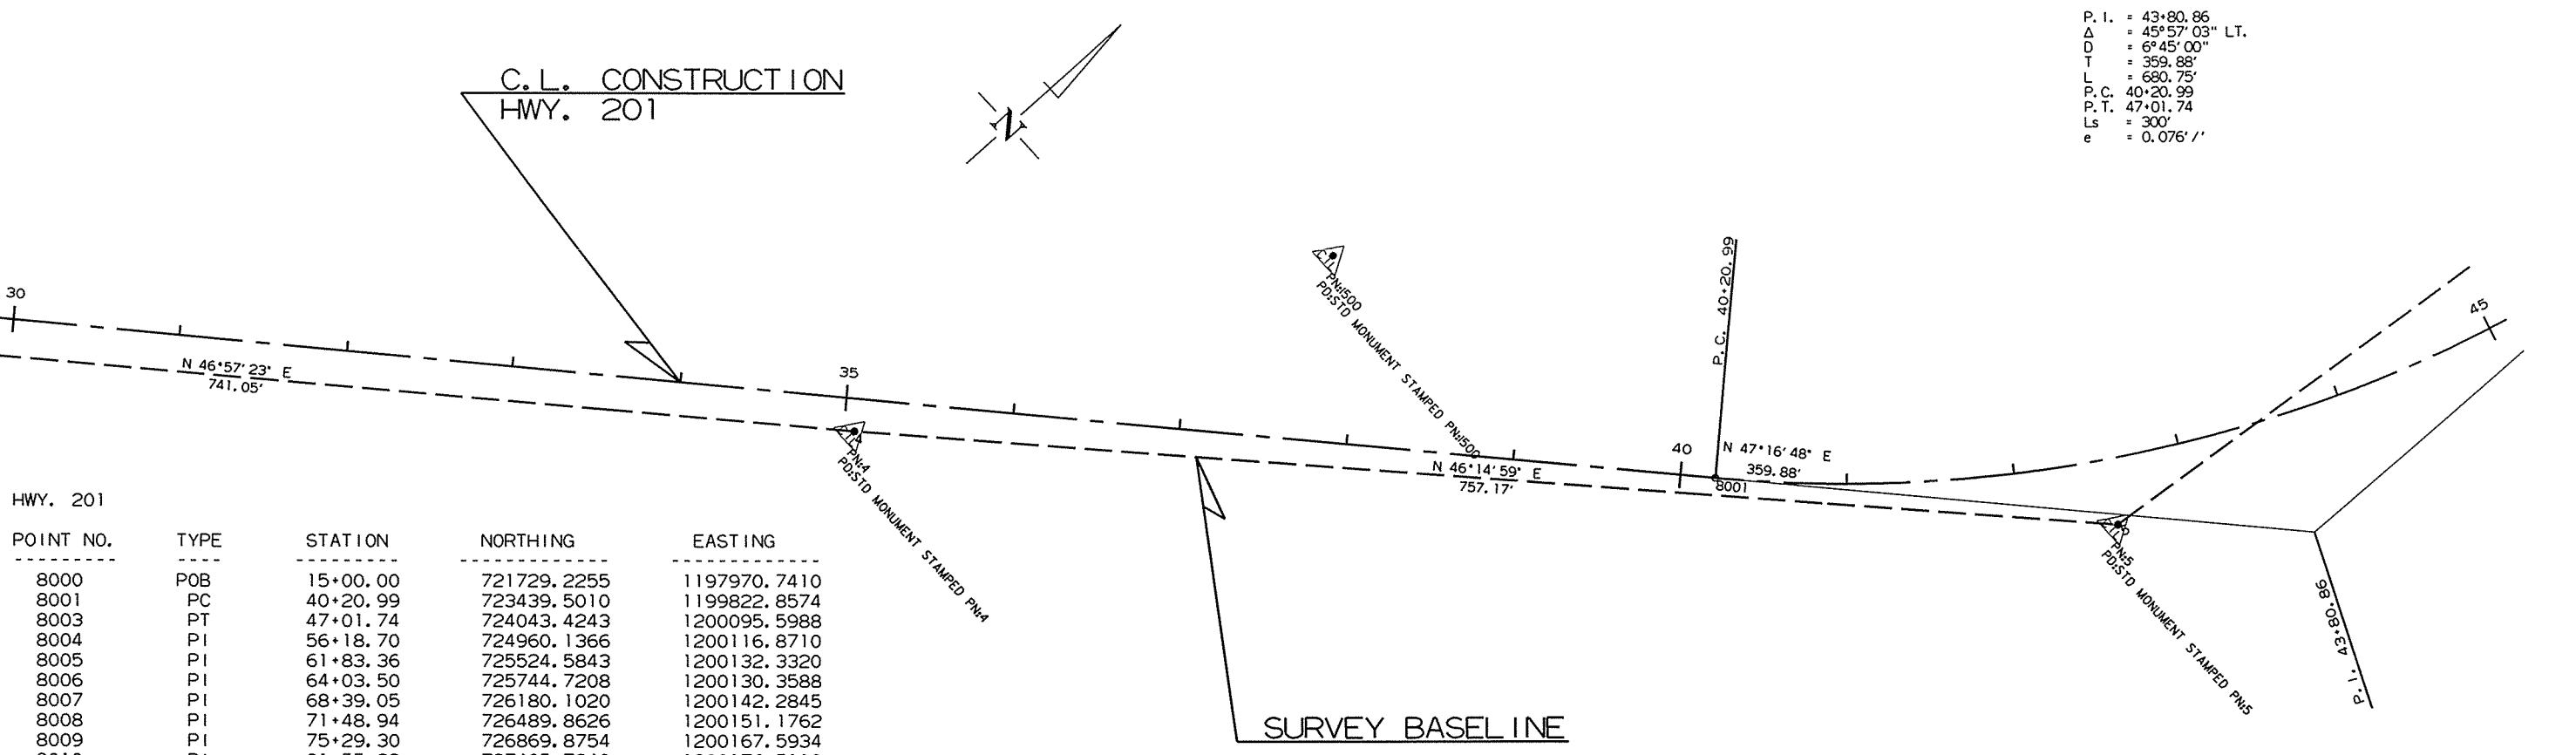 P.I. = 43+80.86
Δ = 45°57'03" LT.
D = 6°45'00"
T = 359.88'
L = 680.75'
P.C. 40+20.99
P.T. 47+01.74
Ls = 300'
e = 0.076'/'
C.L. CONSTRUCTION
HWY. 201
N
30
35
40
45
N 46°57'23" E
741.05'
PN:4
PD:STD MONUMENT STAMPED PN:4
PN:1500
PD:STD MONUMENT STAMPED PN:1500
N 46°14'59" E
757.17'
P.C. 40+20.99
N 47°16'48" E
359.88'
8001
PN:5
PD:STD MONUMENT STAMPED PN:5
P.I. 43+80.86
SURVEY BASELINE
HWY. 201
POINT NO. TYPE STATION NORTHING EASTING
8000 POB 15+00.00 721729.2255 1197970.7410
8001 PC 40+20.99 723439.5010 1199822.8574
8003 PT 47+01.74 724043.4243 1200095.5988
8004 PI 56+18.70 724960.1366 1200116.8710
8005 PI 61+83.36 725524.5843 1200132.3320
8006 PI 64+03.50 725744.7208 1200130.3588
8007 PI 68+39.05 726180.1020 1200142.2845
8008 PI 71+48.94 726489.8626 1200151.1762
8009 PI 75+29.30 726869.8754 1200167.5934